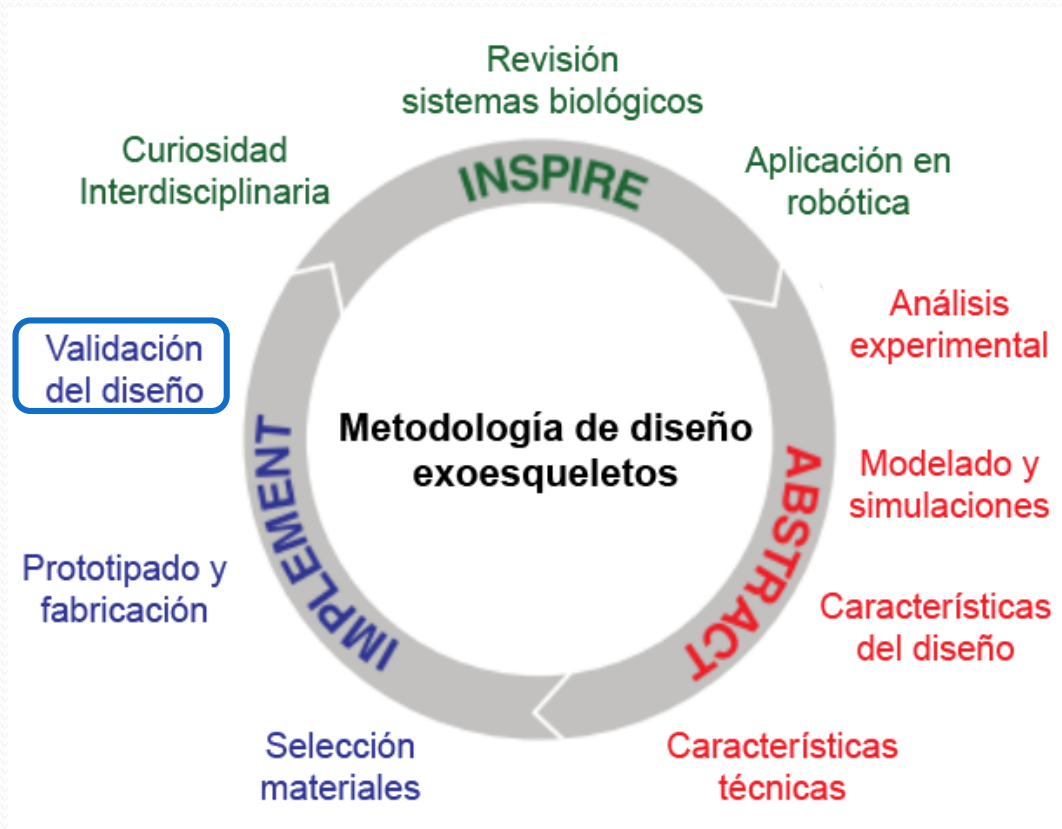 Revisión
sistemas biológicos
Curiosidad
Interdisciplinaria
Aplicación en
robótica
INSPIRE
Análisis
experimental
Validación
del diseño
Metodología de diseño
exoesqueletos
Modelado y
simulaciones
ABSTRACT
IMPLEMENT
Prototipado y
fabricación
Características
del diseño
Selección
materiales
Características
técnicas